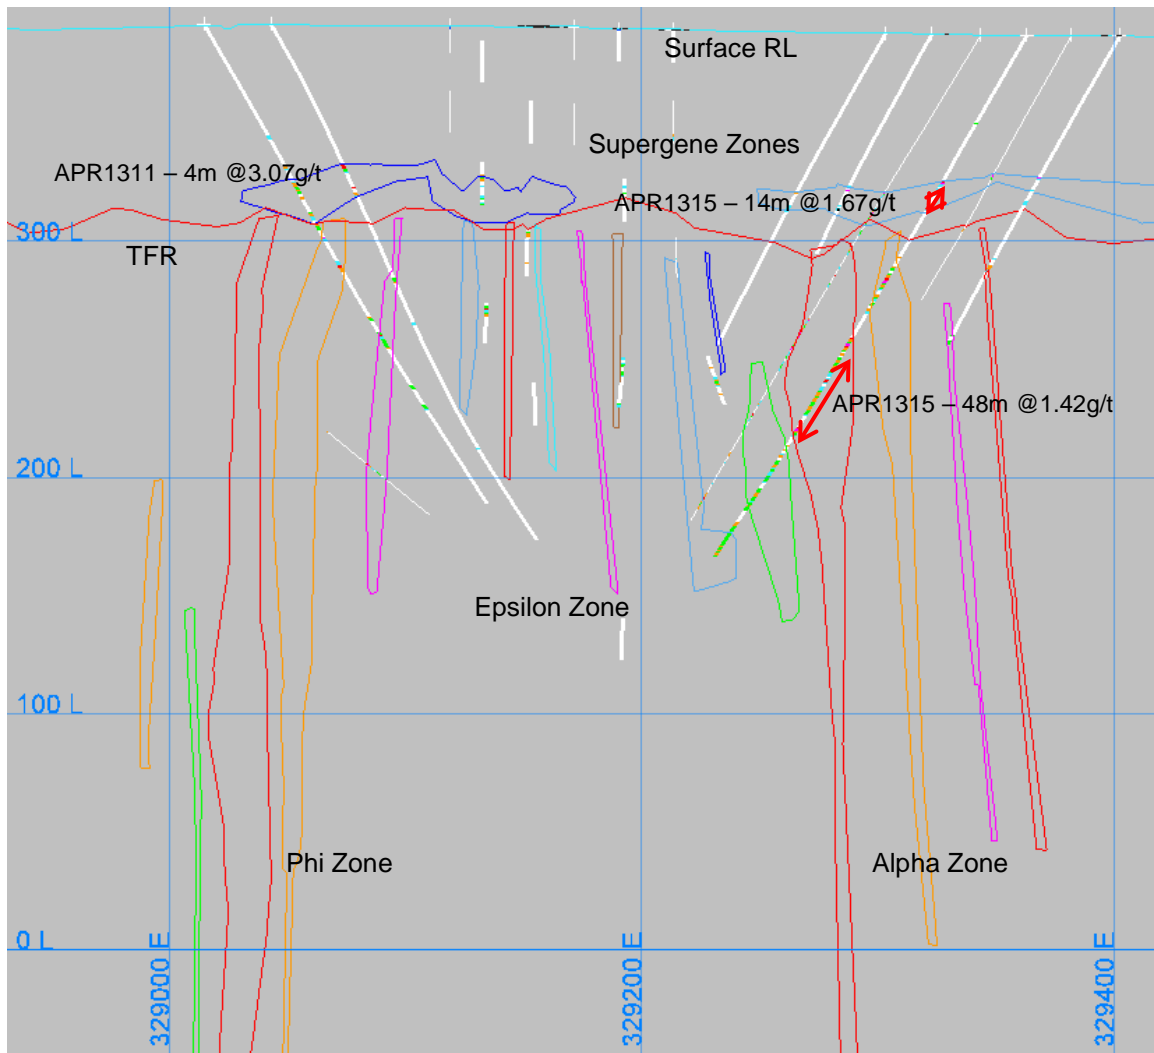 Surface RL
Supergene Zones
APR1311 – 4m @3.07g/t
APR1315 – 14m @1.67g/t
300 L
TFR
APR1315 – 48m @1.42g/t
200 L
Epsilon Zone
100 L
Phi Zone
Alpha Zone
0 L
329000 E
329200 E
329400 E